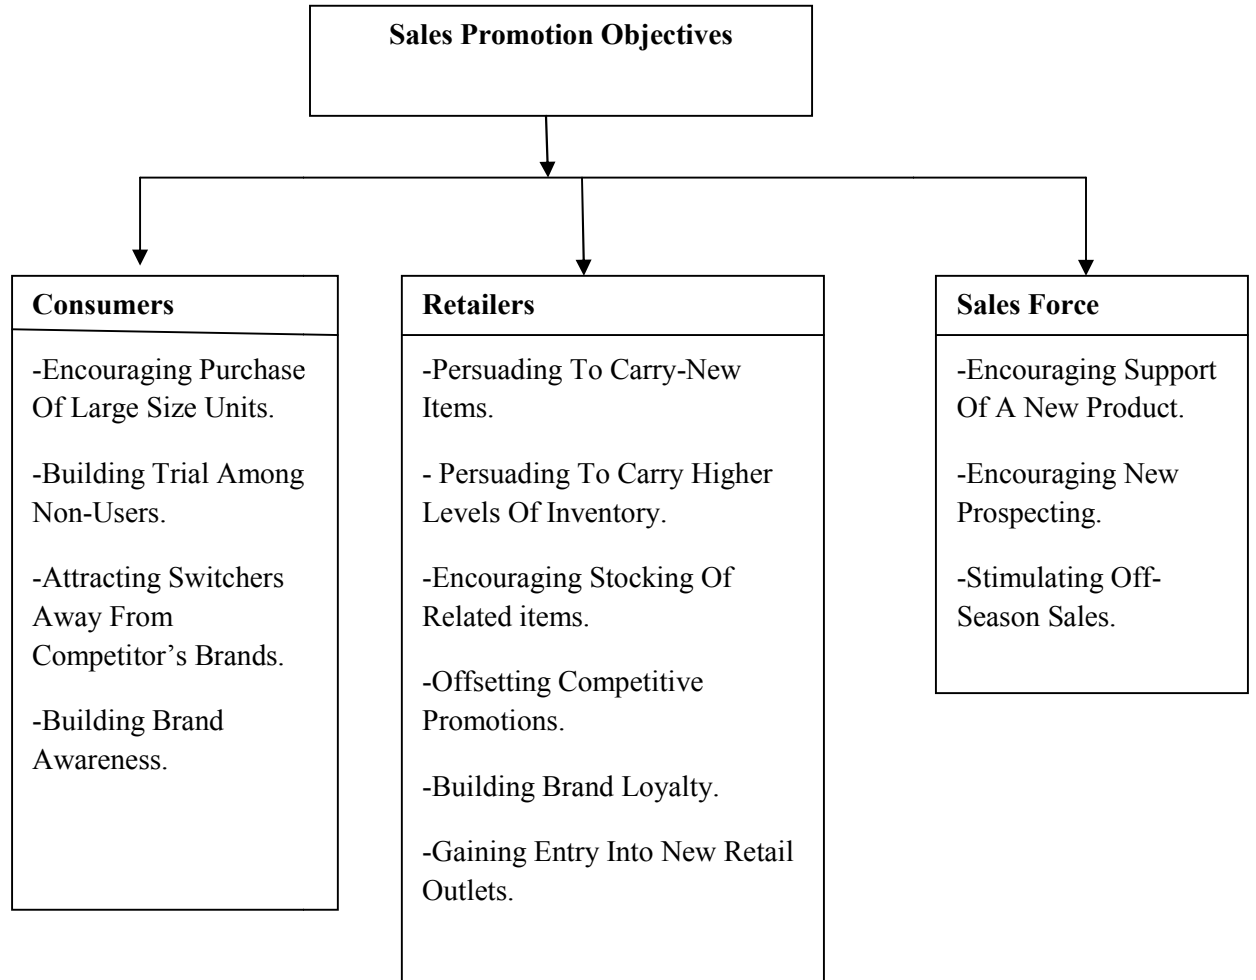 Sales Promotion Objectives
Consumers
-Encouraging Purchase
Of Large Size Units.
-Building Trial Among
Non-Users.
-Attracting Switchers
Away From
Competitor’s Brands.
-Building Brand
Awareness.
Retailers
-Persuading To Carry-New
Items.
- Persuading To Carry Higher
Levels Of Inventory.
-Encouraging Stocking Of
Related items.
-Offsetting Competitive
Promotions.
-Building Brand Loyalty.
-Gaining Entry Into New Retail
Outlets.
Sales Force
-Encouraging Support
Of A New Product.
-Encouraging New
Prospecting.
-Stimulating Off-
Season Sales.